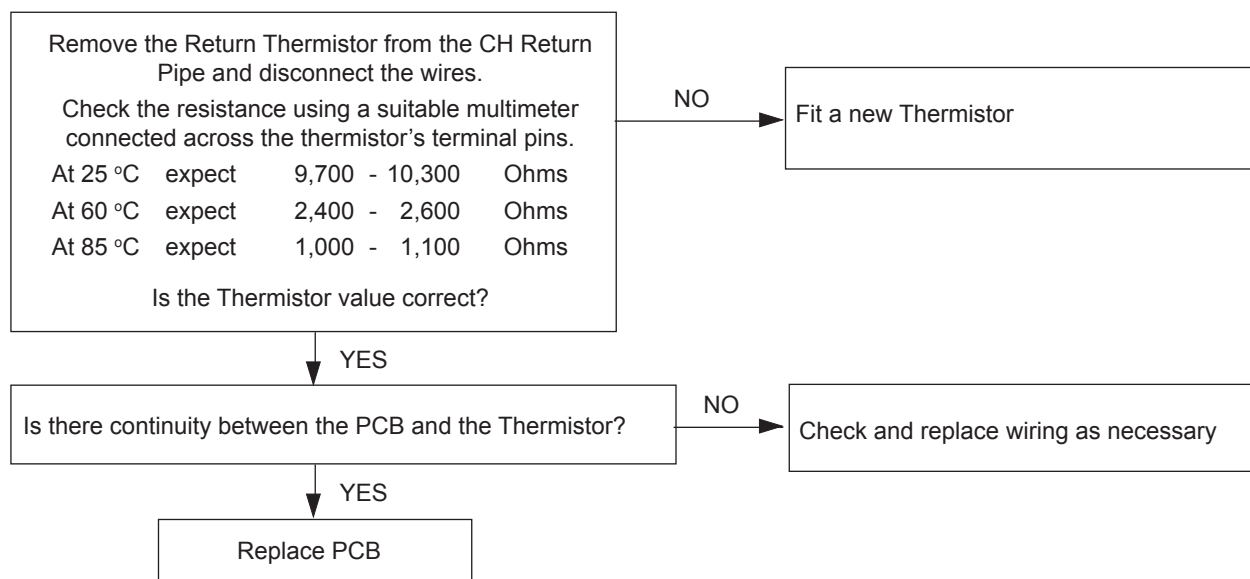 Remove the Return Thermistor from the CH Return
Pipe and disconnect the wires.
Check the resistance using a suitable multimeter
connected across the thermistor's terminal pins.
At 25 °C expect 9,700 - 10,300 Ohms
At 60 °C expect 2,400 - 2,600 Ohms
At 85 °C expect 1,000 - 1,100 Ohms
Is the Thermistor value correct?
NO
Fit a new Thermistor
YES
Is there continuity between the PCB and the Thermistor?
NO
Check and replace wiring as necessary
YES
Replace PCB